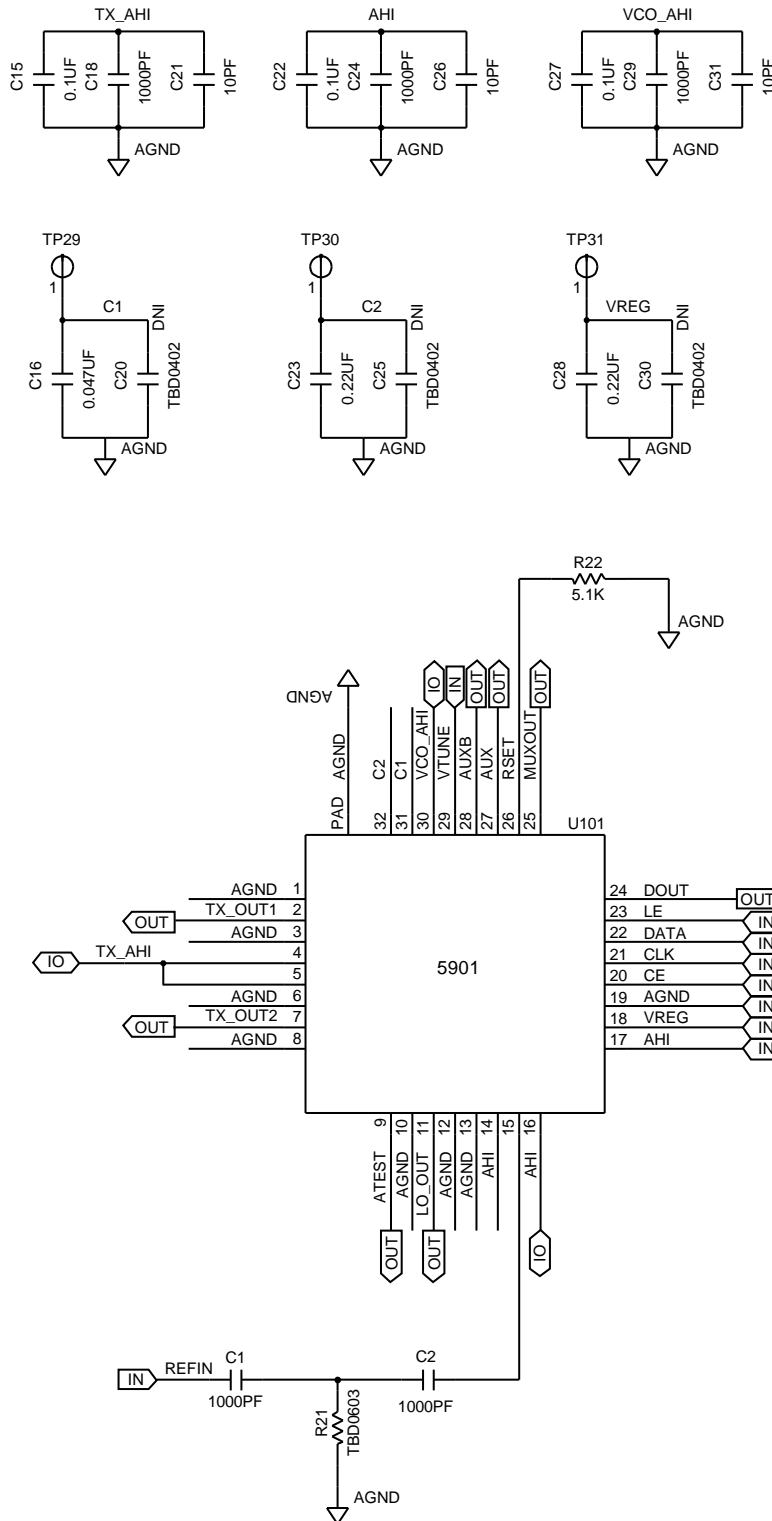 TX_AHI
C15
0.1UF
C18
1000PF
C21
10PF
AGND
AHI
C22
0.1UF
C24
1000PF
C26
10PF
AGND
VCO_AHI
C27
0.1UF
C29
1000PF
C31
10PF
AGND
TP29
1
C1
DNI
C16
0.047UF
C20
TBD0402
AGND
TP30
1
C2
DNI
C23
0.22UF
C25
TBD0402
AGND
TP31
1
VREG
DNI
C28
0.22UF
C30
TBD0402
AGND
R22
5.1K
AGND
AGND
IO
IN
OUT
OUT
OUT
PAD AGND
32 C2
31 C1
30 VCO_AHI
29 VTUNE
28 AUXB
27 AUX
26 RSET
25 MUXOUT
U101
5901
AGND 1
OUT TX_OUT1 2
AGND 3
IO TX_AHI 4
5
AGND 6
OUT TX_OUT2 7
AGND 8
24 DOUT OUT
23 LE IN
22 DATA IN
21 CLK IN
20 CE IN
19 AGND IN
18 VREG IN
17 AHI IN
9 ATEST OUT
10 AGND
11 LO_OUT OUT
12 AGND
13 AGND
14 AHI
15
16 AHI IO
IN REFIN
C1
1000PF
C2
1000PF
R21
TBD0603
AGND